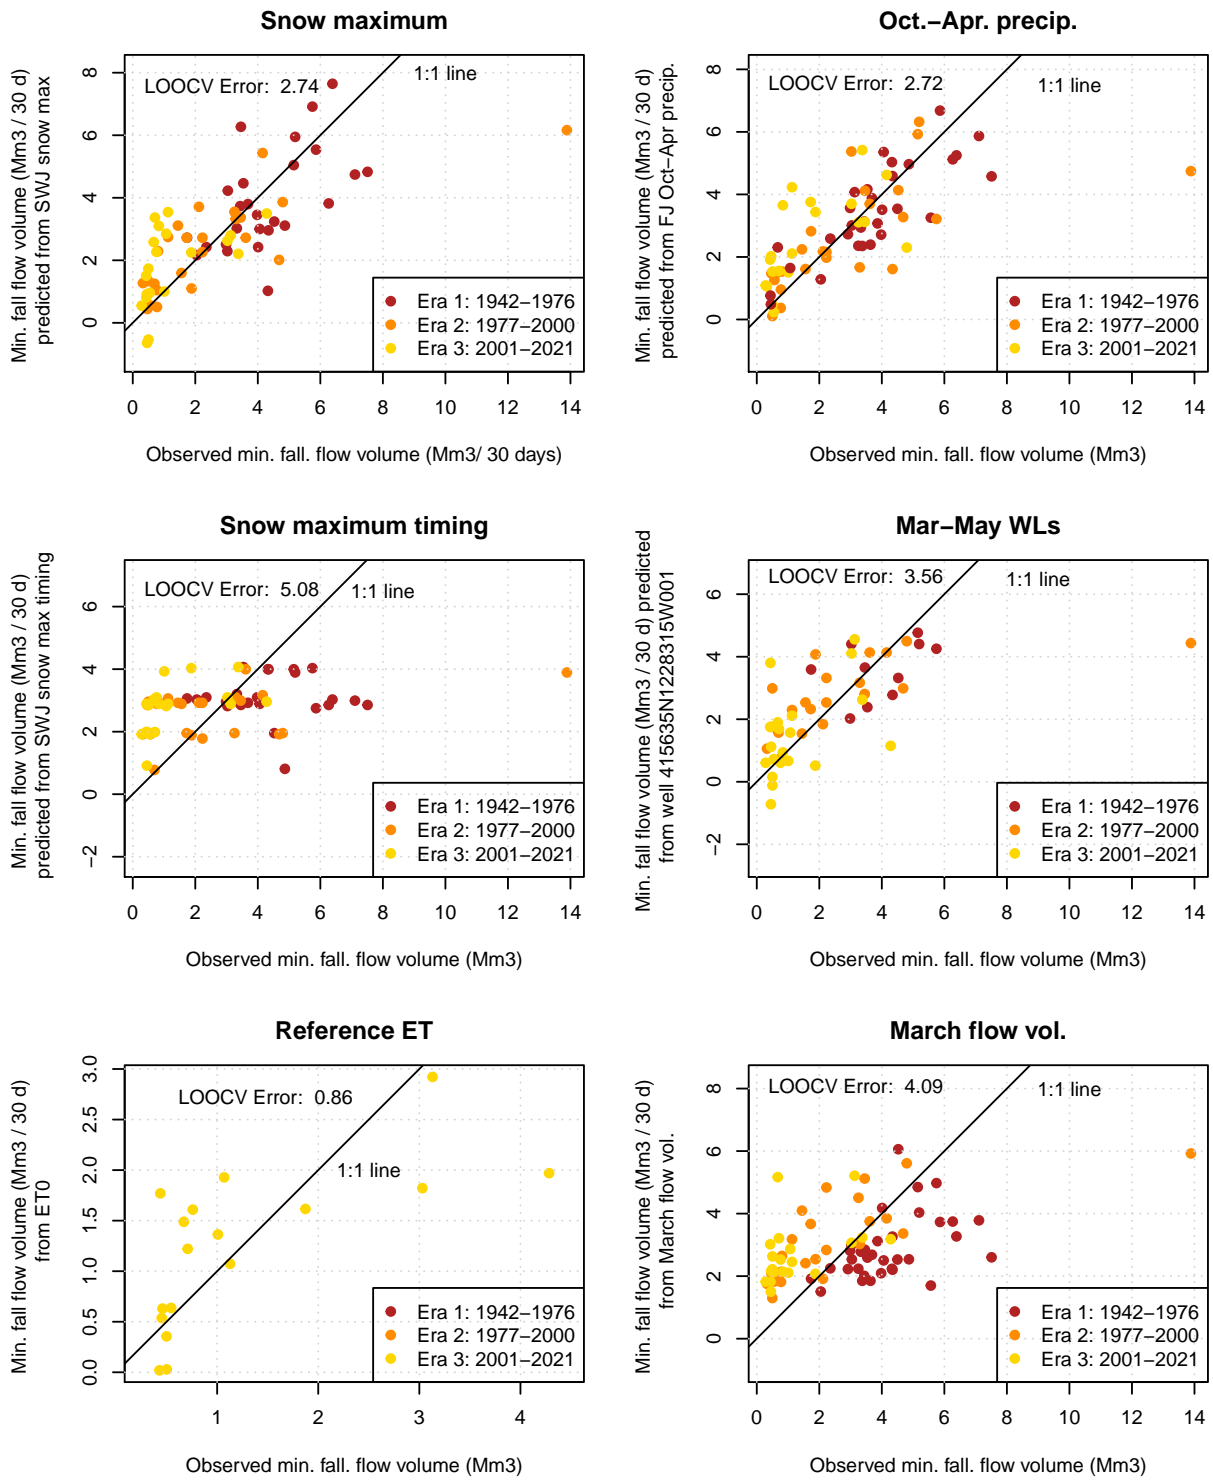 Snow maximum
Min. fall flow volume (Mm3 / 30 d)
predicted from SWJ snow max
LOOCV Error: 2.74
1:1 line
8
6
4
2
0
Era 1: 1942−1976
Era 2: 1977−2000
Era 3: 2001−2021
0 2 4 6 8 10 12 14
Observed min. fall. flow volume (Mm3/ 30 days)
Oct.−Apr. precip.
Min. fall flow volume (Mm3 / 30 d)
predicted from FJ Oct−Apr precip.
LOOCV Error: 2.72
1:1 line
8
6
4
2
0
Era 1: 1942−1976
Era 2: 1977−2000
Era 3: 2001−2021
0 2 4 6 8 10 12 14
Observed min. fall. flow volume (Mm3)
Snow maximum timing
Min. fall flow volume (Mm3 / 30 d)
predicted from SWJ snow max timing
LOOCV Error: 5.08
1:1 line
6
4
2
0
−2
Era 1: 1942−1976
Era 2: 1977−2000
Era 3: 2001−2021
0 2 4 6 8 10 12 14
Observed min. fall. flow volume (Mm3)
Mar−May WLs
Min. fall flow volume (Mm3 / 30 d) predicted
from well 415635N1228315W001
LOOCV Error: 3.56
1:1 line
6
4
2
0
−2
Era 1: 1942−1976
Era 2: 1977−2000
Era 3: 2001−2021
0 2 4 6 8 10 12 14
Observed min. fall. flow volume (Mm3)
Reference ET
Min. fall flow volume (Mm3 / 30 d)
from ET0
LOOCV Error: 0.86
1:1 line
3.0
2.5
2.0
1.5
1.0
0.5
0.0
Era 1: 1942−1976
Era 2: 1977−2000
Era 3: 2001−2021
1 2 3 4
Observed min. fall. flow volume (Mm3)
March flow vol.
Min. fall flow volume (Mm3 / 30 d)
from March flow vol.
LOOCV Error: 4.09
1:1 line
8
6
4
2
0
Era 1: 1942−1976
Era 2: 1977−2000
Era 3: 2001−2021
0 2 4 6 8 10 12 14
Observed min. fall. flow volume (Mm3)